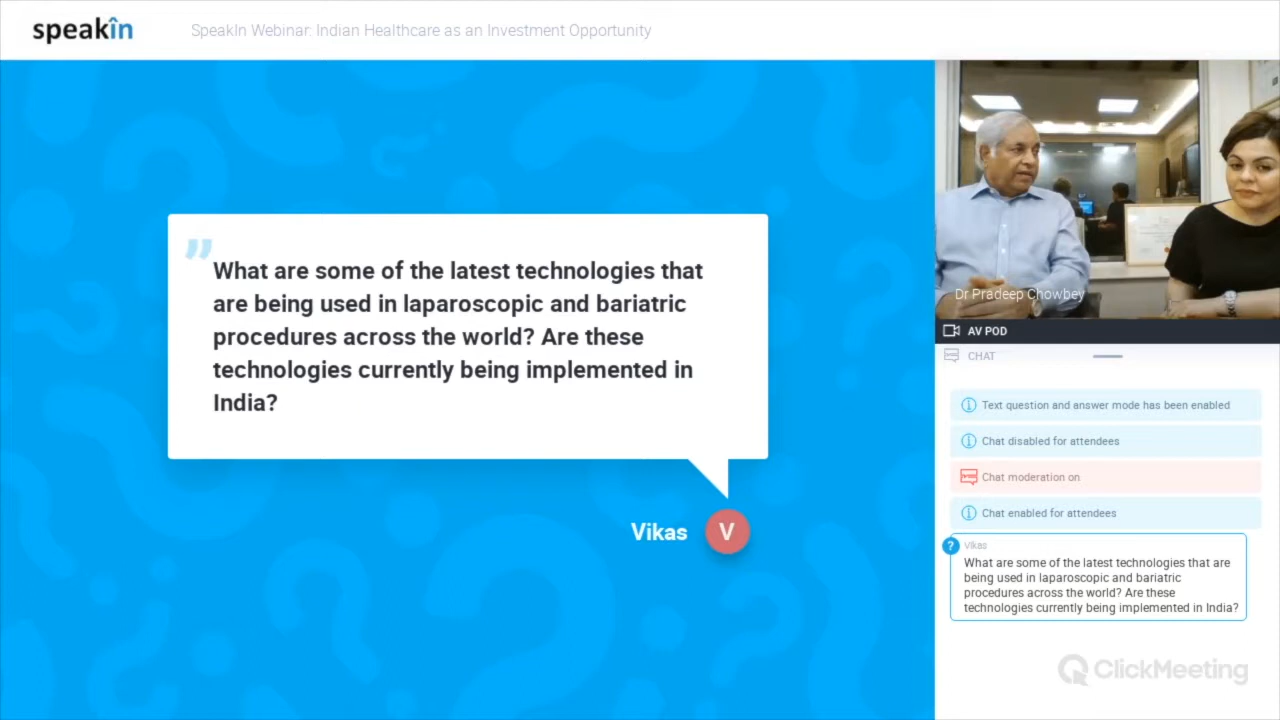 speakîn
SpeakIn Webinar: Indian Healthcare as an Investment Opportunity
What are some of the latest technologies that
are being used in laparoscopic and bariatric
procedures across the world? Are these
technologies currently being implemented in
India?
Vikas
V
Dr Pradeep Chowbey
AV POD
CHAT
Text question and answer mode has been enabled
Chat disabled for attendees
Chat moderation on
Chat enabled for attendees
?
Vikas
What are some of the latest technologies that are
being used in laparoscopic and bariatric
procedures across the world? Are these
technologies currently being implemented in India?
ClickMeeting